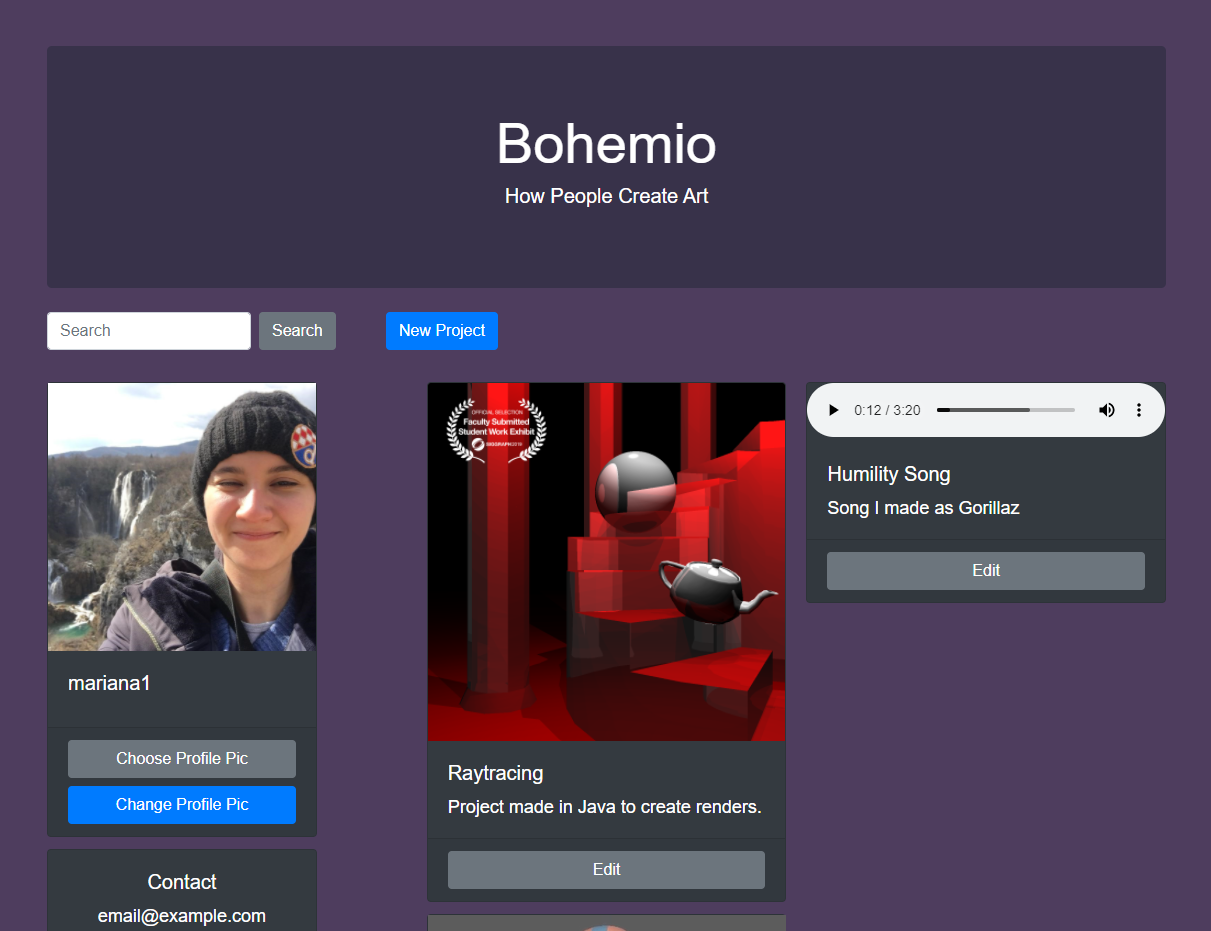 Bohemio
How People Create Art
Search
Search
New Project
mariana1
Choose Profile Pic
Change Profile Pic
Contact
email@example.com
OFFICIAL SELECTION
Faculty Submitted
Student Work Exhibit
SIGGRAPH2019
Raytracing
Project made in Java to create renders.
Edit
0:12 / 3:20
Humility Song
Song I made as Gorillaz
Edit